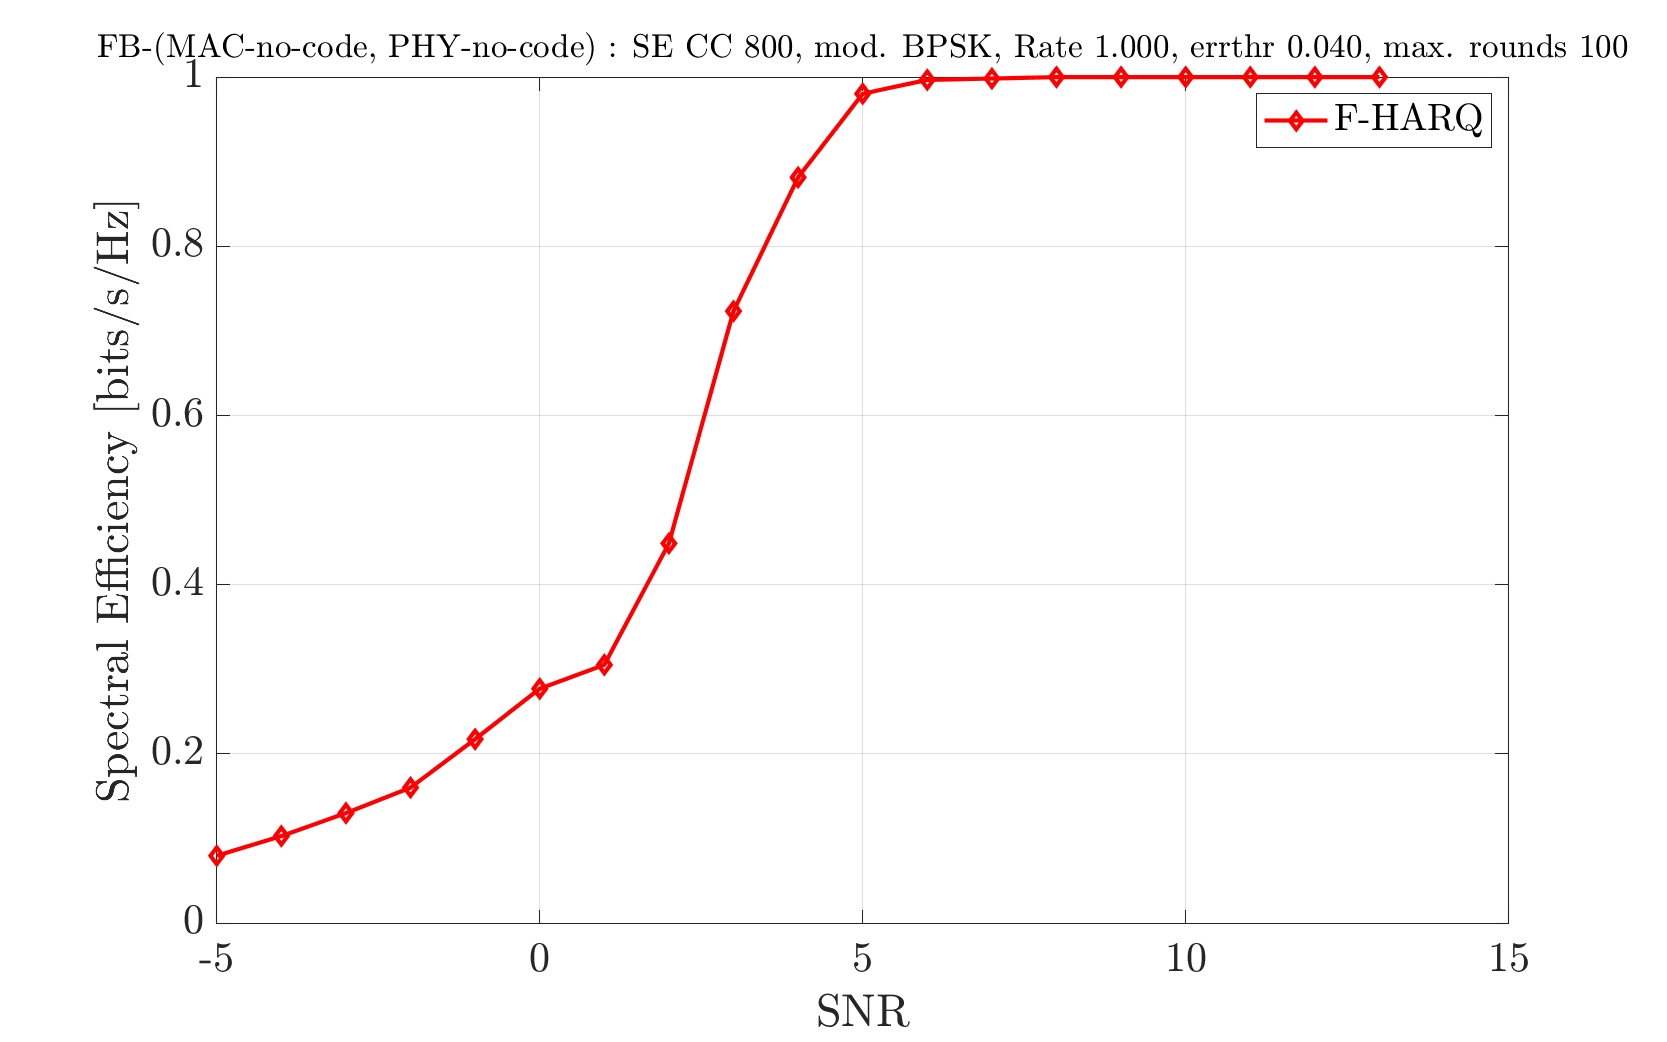 FB-(MAC-no-code, PHY-no-code) : SE CC 800, mod. BPSK, Rate 1.000, errthr 0.040, max. rounds 100
1
F-HARQ
0.8
0.6
0.4
0.2
0
Spectral Efficiency [bits/s/Hz]
-5 0 5 10 15
SNR